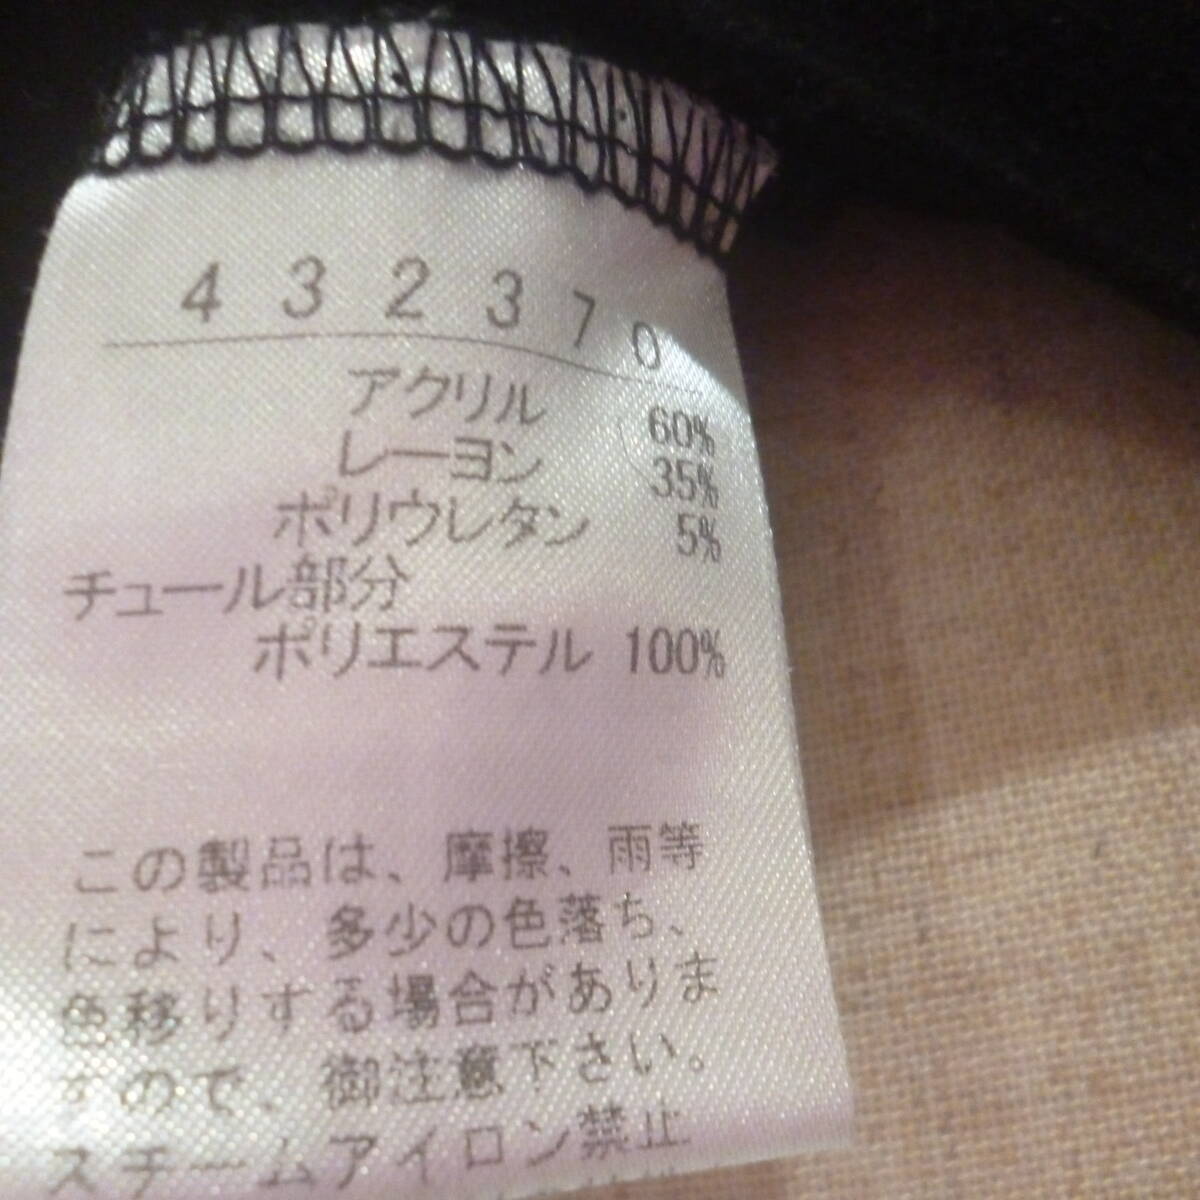 432370
アクリル 60%
レーヨン 35%
ポリウレタン 5%
チュール部分
ポリエステル 100%
この製品は、摩擦、雨等
により、多少の色落ち、
色移りする場合がありま
すので、御注意下さい。
スチームアイロン禁止